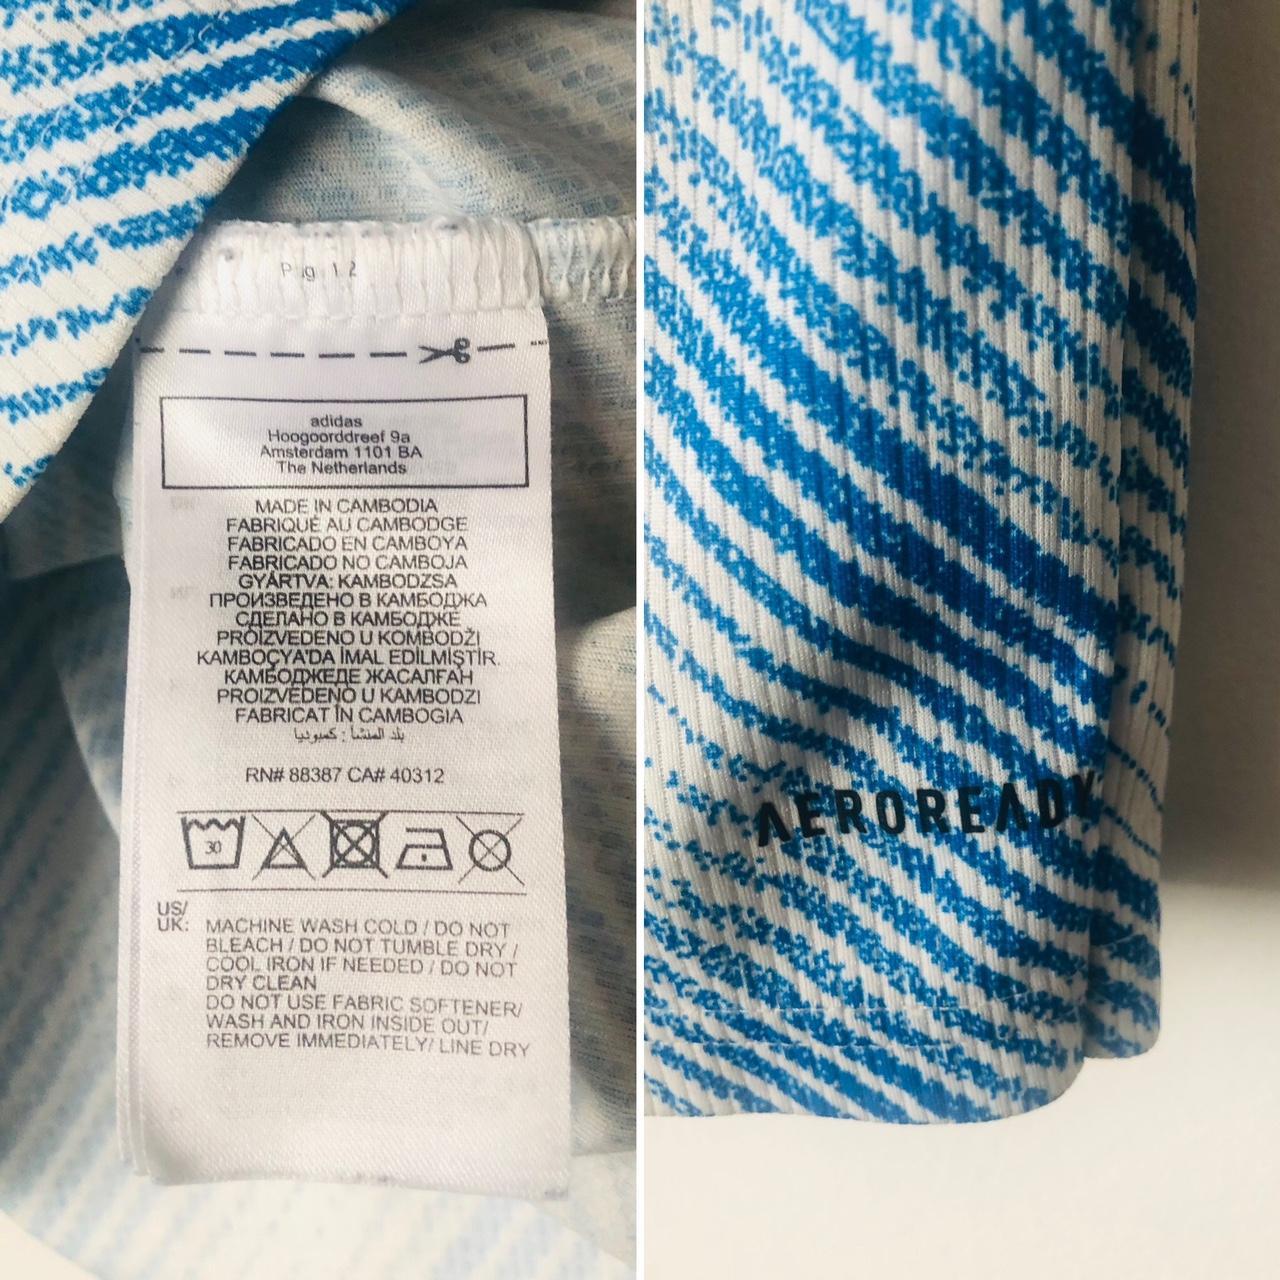 adidas
Hoogoorddreef 9a
Amsterdam 1101 BA
The Netherlands
MADE IN CAMBODIA
FABRIQUÉ AU CAMBODGE
FABRICADO EN CAMBOYA
FABRICADO NO CAMBOJA
GYÁRTVA: KAMBODZSA
ПРОИЗВЕДЕНО В КАМБОДЖА
СДЕЛАНО В КАМБОДЖЕ
PROIZVEDENO U KOMBODŽI
KAMBOÇYA'DA İMAL EDİLMİŞTİR.
КАМБОДЖЕДЕ ЖАСАЛҒАН
PROIZVEDENO U KAMBODZI
FABRICAT ÎN CAMBOGIA
بلد المنشأ : كمبوديا
RN# 88387 CA# 40312
30
US/
UK:
MACHINE WASH COLD / DO NOT
BLEACH / DO NOT TUMBLE DRY /
COOL IRON IF NEEDED / DO NOT
DRY CLEAN
DO NOT USE FABRIC SOFTENER/
WASH AND IRON INSIDE OUT/
REMOVE IMMEDIATELY/ LINE DRY
AEROREADY